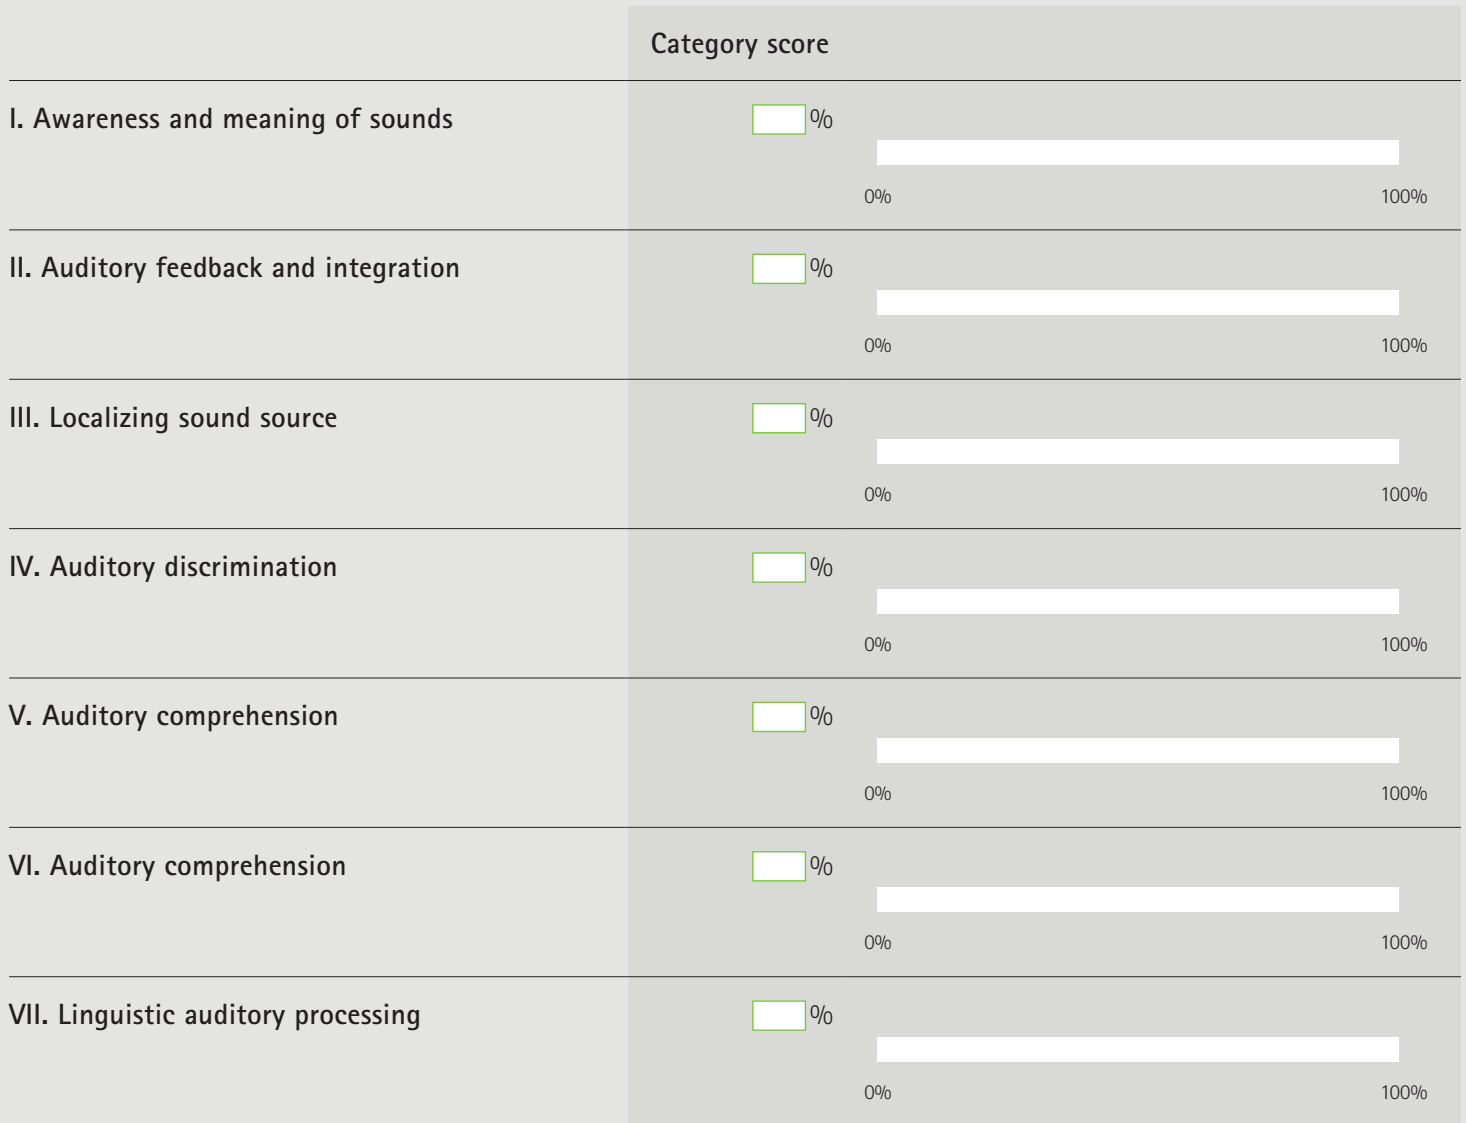 Category score
I. Awareness and meaning of sounds %
0% 100%
II. Auditory feedback and integration %
0% 100%
III. Localizing sound source %
0% 100%
IV. Auditory discrimination %
0% 100%
V. Auditory comprehension %
0% 100%
VI. Auditory comprehension %
0% 100%
VII. Linguistic auditory processing %
0% 100%